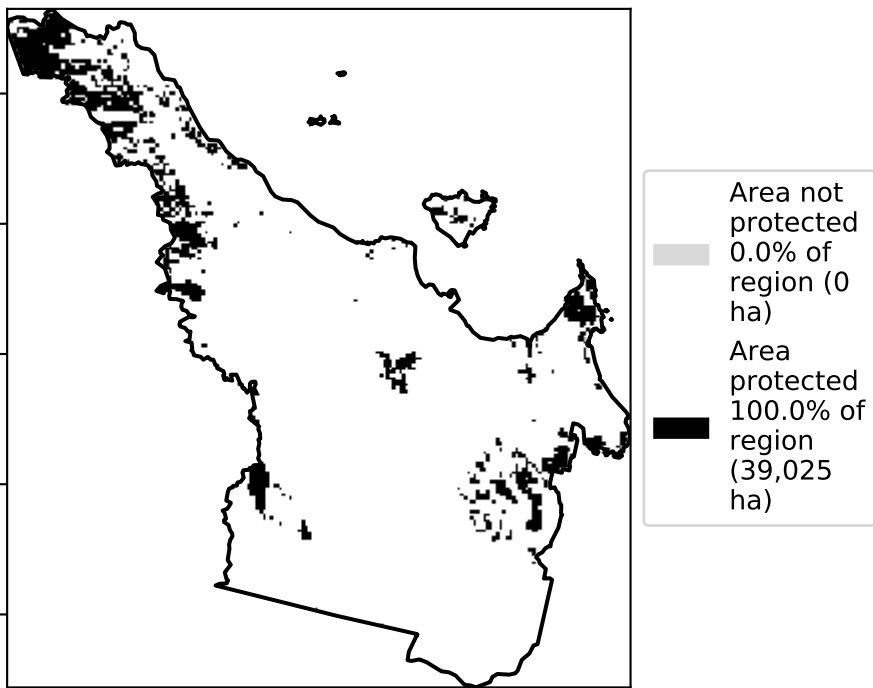 Area not
protected
0.0% of
region (0
ha)
Area
protected
100.0% of
region
(39,025
ha)